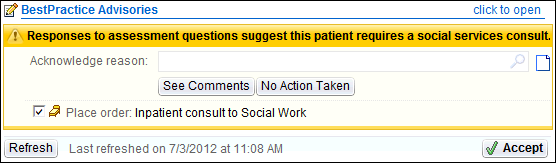 BestPractice Advisories click to open
Responses to assessment questions suggest this patient requires a social services consult.
Acknowledge reason:
See Comments No Action Taken
Place order: Inpatient consult to Social Work
Refresh Last refreshed on 7/3/2012 at 11:08 AM Accept